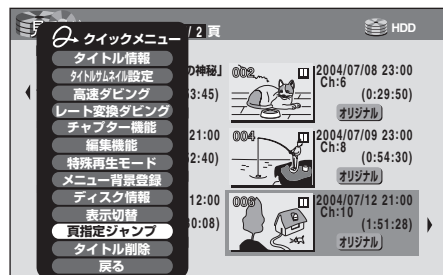 クイックメニュー
/ 2 頁
HDD
タイトル情報
タイトルサムネイル設定
高速ダビング
レート変換ダビング
チャプター機能
編集機能
特殊再生モード
メニュー背景登録
ディスク情報
表示切替
頁指定ジャンプ
タイトル削除
戻る
の神秘」
3:45)
002
2004/07/08 23:00
Ch:6
(0:29:50)
オリジナル
21:00
2:40)
004
2004/07/09 23:00
Ch:8
(0:54:30)
オリジナル
12:00
0:08)
006
2004/07/12 21:00
Ch:10
(1:51:28)
オリジナル